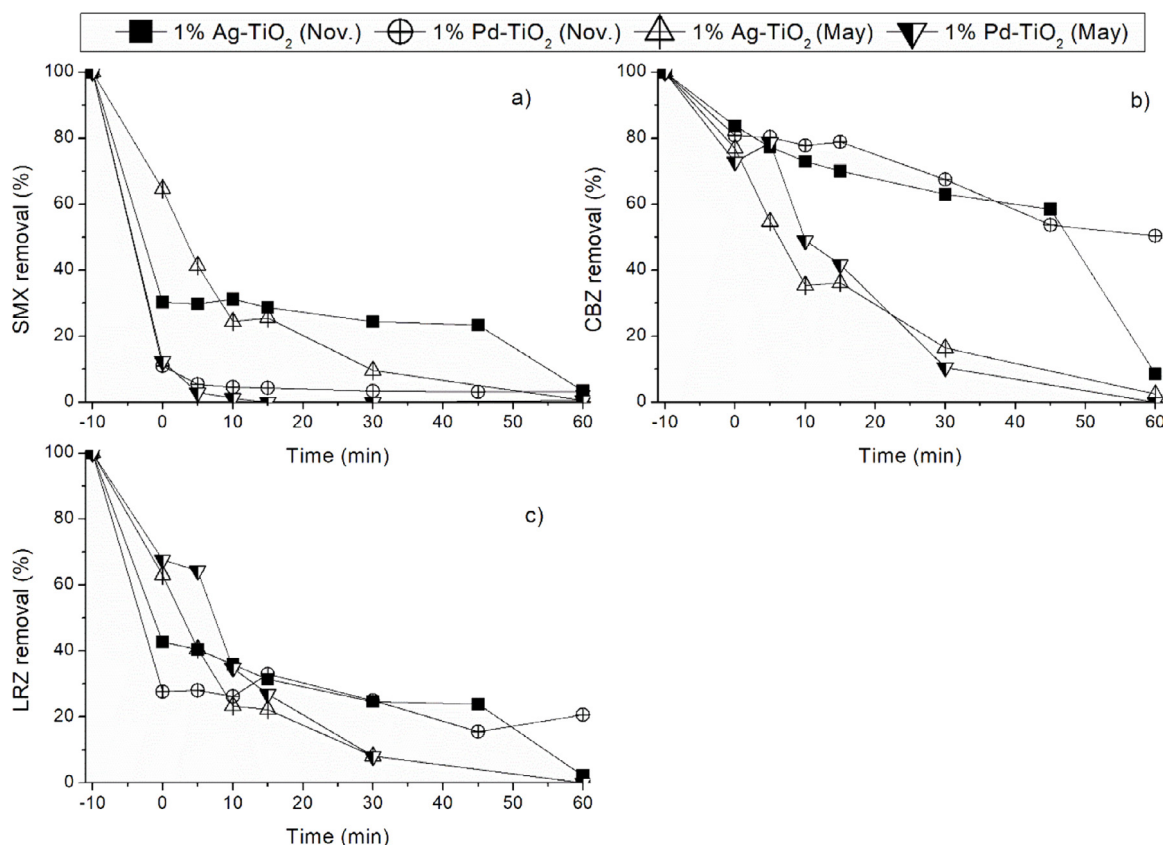 1% Ag-TiO₂ (Nov.) 1% Pd-TiO₂ (Nov.) 1% Ag-TiO₂ (May) 1% Pd-TiO₂ (May)
a)
SMX removal (%)
100
80
60
40
20
0
-10 0 10 20 30 40 50 60
Time (min)
b)
CBZ removal (%)
100
80
60
40
20
0
-10 0 10 20 30 40 50 60
Time (min)
c)
LRZ removal (%)
100
80
60
40
20
0
-10 0 10 20 30 40 50 60
Time (min)